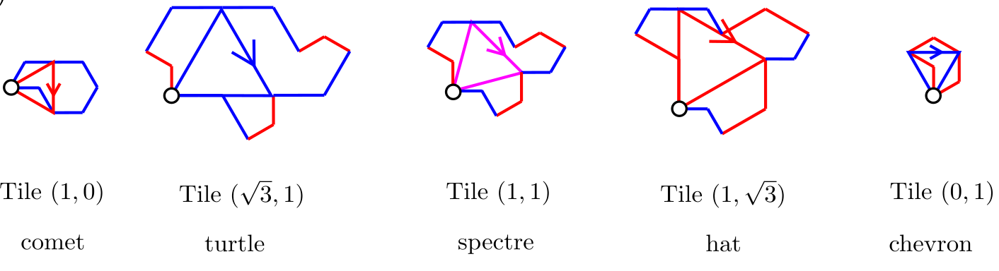 Tile (1, 0) Tile (√3, 1) Tile (1, 1) Tile (1, √3) Tile (0, 1)
comet turtle spectre hat chevron